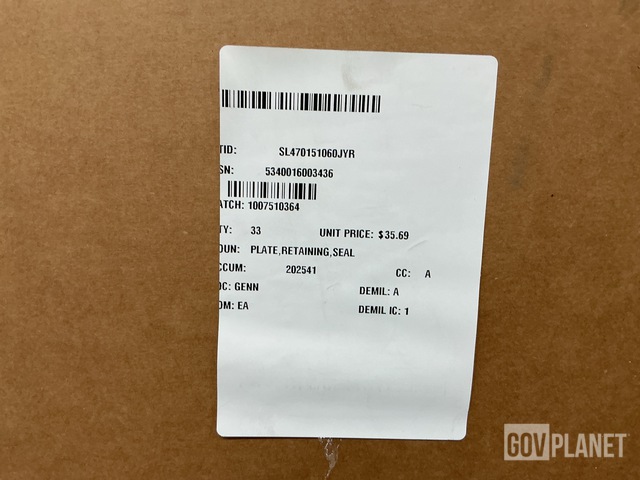 TID: SL470151060JYR
SN: 5340016003436
ATCH: 1007510364
TY: 33 UNIT PRICE: $35.69
OUN: PLATE,RETAINING,SEAL
CCUM: 202541 CC: A
OC: GENN DEMIL: A
OM: EA DEMIL IC: 1
GOVPLANET